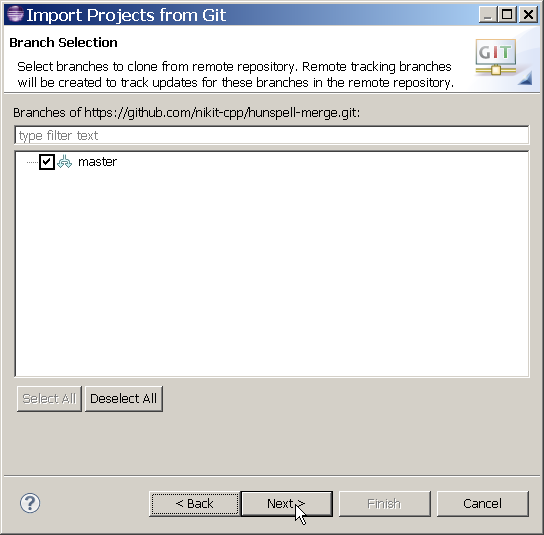 Import Projects from Git
Branch Selection
Select branches to clone from remote repository. Remote tracking branches
will be created to track updates for these branches in the remote repository.
GIT
Branches of https://github.com/nikit-cpp/hunspell-merge.git:
type filter text
master
Select All
Deselect All
?
< Back
Next >
Finish
Cancel